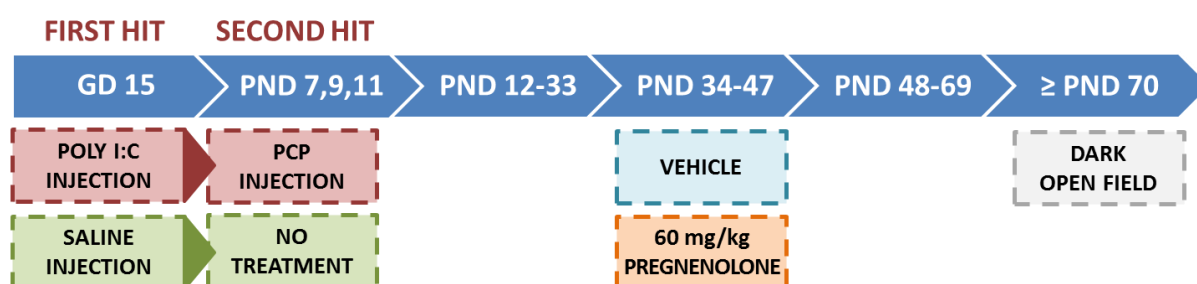 FIRST HIT
SECOND HIT
GD 15
PND 7,9,11
PND 12-33
PND 34-47
PND 48-69
≥ PND 70
POLY I:C
INJECTION
PCP
INJECTION
VEHICLE
DARK
OPEN FIELD
SALINE
INJECTION
NO
TREATMENT
60 mg/kg
PREGNENOLONE